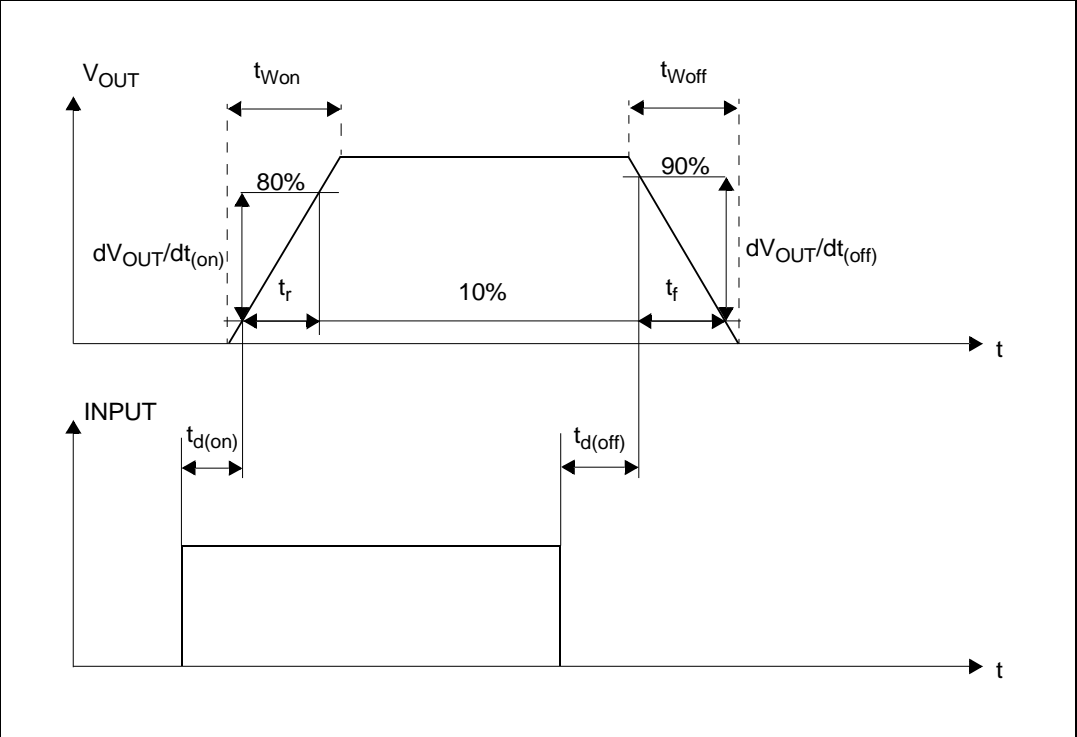 V_OUT
t_Won
t_Woff
80%
90%
dV_OUT/dt_(on)
dV_OUT/dt_(off)
t_r
10%
t_f
t
INPUT
t_d(on)
t_d(off)
t